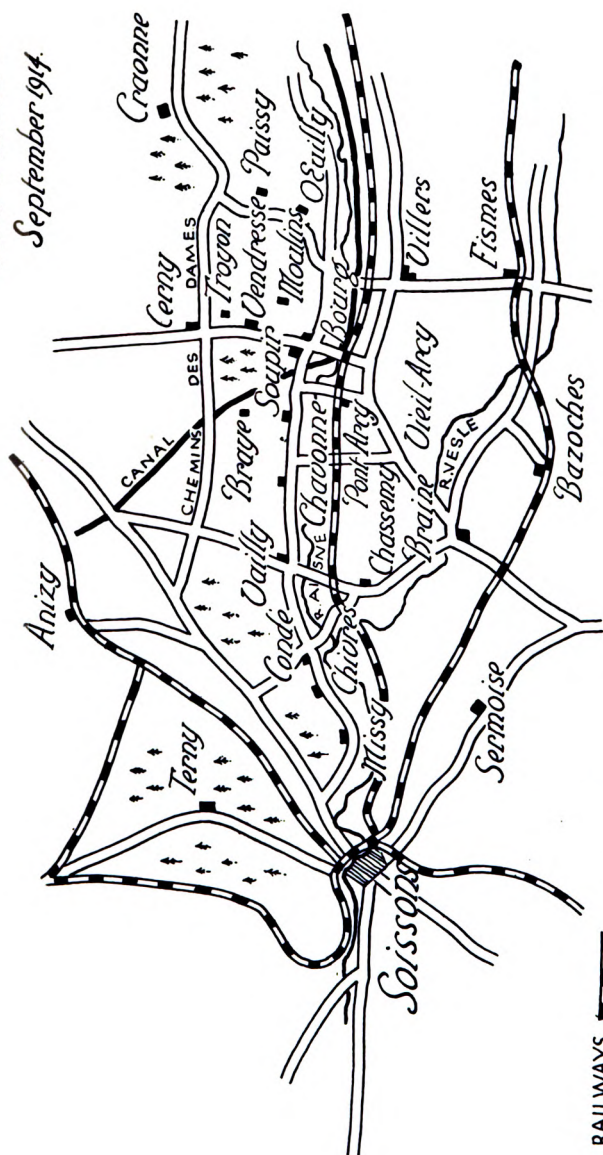 September 1914.
Craonne
Cerny
CHEMINS DES DAMES
Troyon
Paissy
Vendresse
Moulins
Oeuilly
CANAL
Braye
Soupir
Bourg
Villers
Fismes
Anizy
Vailly
Chavonne
Pont-Arcy
Vieil-Arcy
R. AISNE
Conde
Chassemy
Braine
R. VESLE
Bazoches
Terny
Chivres
Missy
Sermoise
Soissons
RAILWAYS